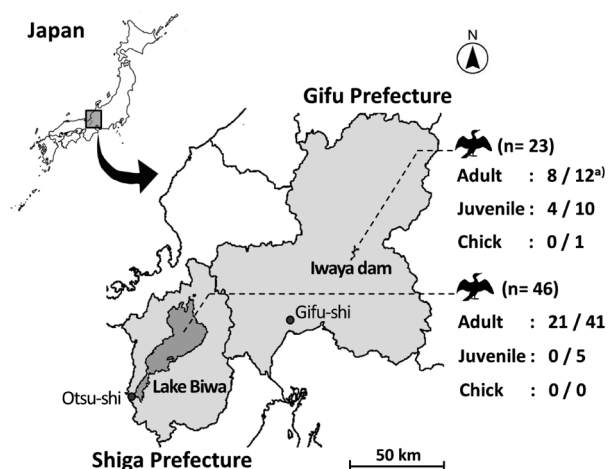 Japan
N
Gifu Prefecture
(n= 23)
Adult : 8 / 12a)
Juvenile : 4 / 10
Chick : 0 / 1
Iwaya dam
(n= 46)
Adult : 21 / 41
Juvenile : 0 / 5
Chick : 0 / 0
Gifu-shi
Lake Biwa
Otsu-shi
Shiga Prefecture
50 km